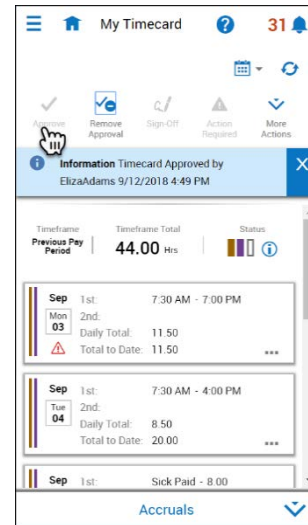 My Timecard ? 31
Approve Remove Approval Sign-Off Action Required More Actions
Information Timecard Approved by X
ElizaAdams 9/12/2018 4:49 PM
Timeframe Timeframe Total Status
Previous Pay Period 44.00 Hrs
Sep 1st: 7:30 AM - 7:00 PM
Mon 2nd:
03 Daily Total: 11.50
Total to Date: 11.50 ...
Sep 1st: 7:30 AM - 4:00 PM
Tue 2nd:
04 Daily Total: 8.50
Total to Date: 20.00 ...
Sep 1st: Sick Paid - 8.00
Accruals